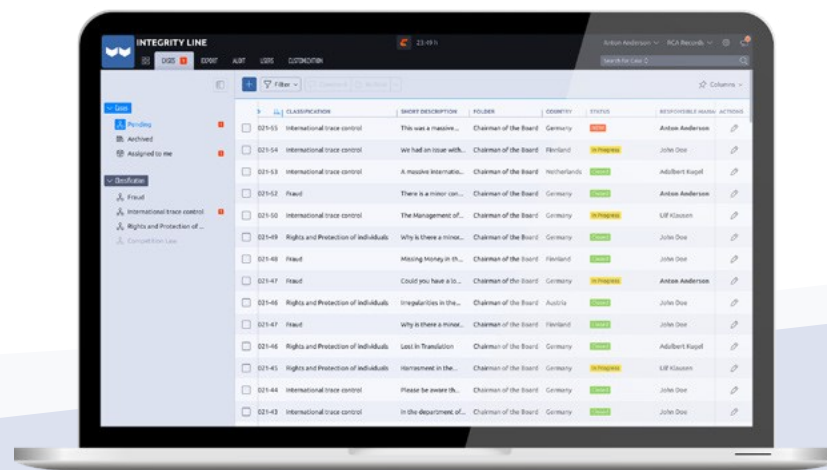 INTEGRITY LINE
23:49 h
Anton Anderson RCA Records
CASES EXPORT AUDIT USERS CUSTOMIZATION
Search for Case
Filter Columns
CLASSIFICATION SHORT DESCRIPTION FOLDER COUNTRY STATUS RESPONSIBLE MANA ACTIONS
Cases
Pending
Archived
Assigned to me
Classification
Fraud
International trace control
Rights and Protection of ...
Competition Law
021-55 International trace control This was a massive... Chairman of the Board Germany NEW Anton Anderson
021-54 International trace control We had an issue with... Chairman of the Board Finnland In Progress John Doe
021-53 International trace control A massive internatio... Chairman of the Board Netherlands Closed Adalbert Kugel
021-52 Fraud There is a minor con... Chairman of the Board Germany Closed Anton Anderson
021-50 International trace control The Management of... Chairman of the Board Germany In Progress Ulf Klausen
021-49 Rights and Protection of individuals Why is there a minor... Chairman of the Board Germany Closed John Doe
021-48 Fraud Missing Money in th... Chairman of the Board Finnland Closed John Doe
021-47 Fraud Could you have a lo... Chairman of the Board Germany In Progress Anton Anderson
021-46 Rights and Protection of individuals Irregularities in the... Chairman of the Board Austria Closed John Doe
021-47 Fraud Why is there a minor... Chairman of the Board Finnland Closed John Doe
021-46 Rights and Protection of individuals Lost in Translation Chairman of the Board Germany Closed Adalbert Kugel
021-45 Rights and Protection of individuals Harresment in the... Chairman of the Board Germany In Progress Ulf Klausen
021-44 International trace control Please be aware th... Chairman of the Board Germany Closed John Doe
021-43 International trace control In the department of... Chairman of the Board Germany Closed John Doe